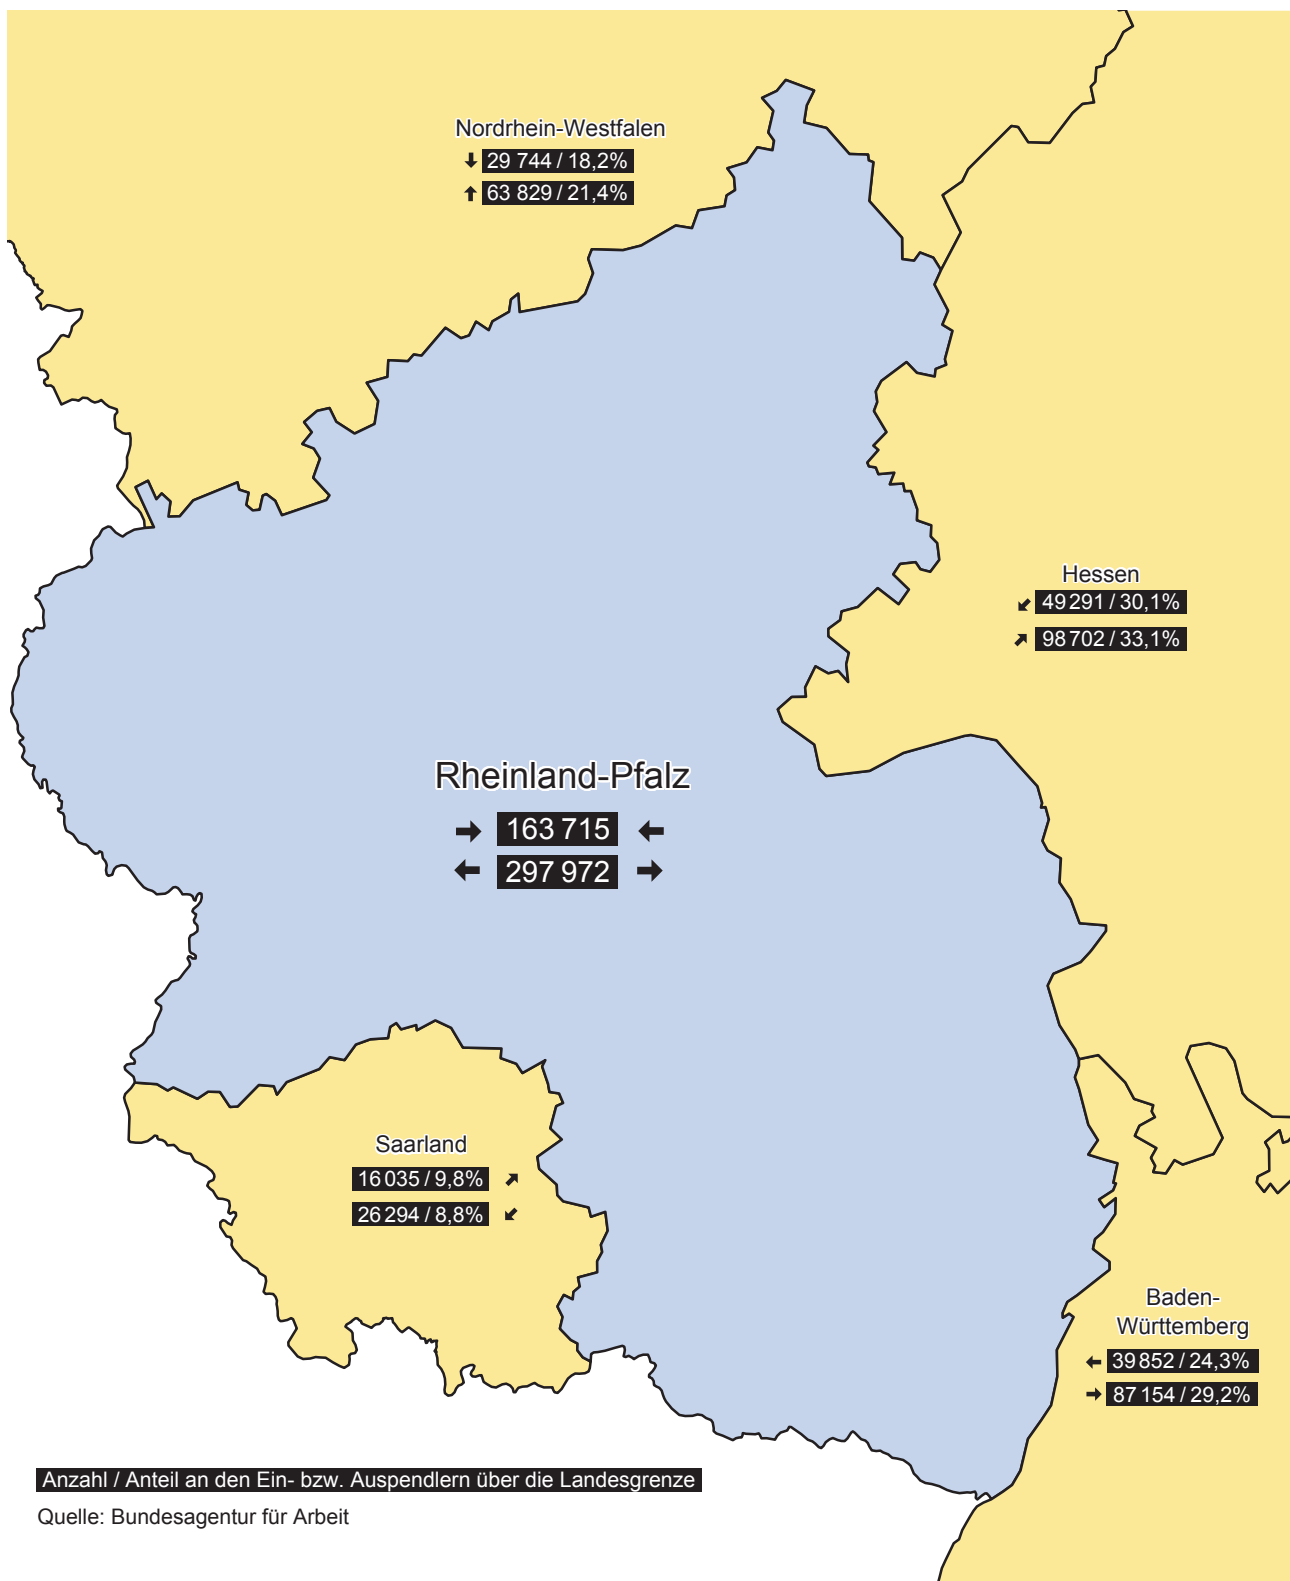 Nordrhein-Westfalen
29 744 / 18,2%
63 829 / 21,4%
Hessen
49 291 / 30,1%
98 702 / 33,1%
Rheinland-Pfalz
163 715
297 972
Saarland
16 035 / 9,8%
26 294 / 8,8%
Baden-
Württemberg
39 852 / 24,3%
87 154 / 29,2%
Anzahl / Anteil an den Ein- bzw. Auspendlern über die Landesgrenze
Quelle: Bundesagentur für Arbeit